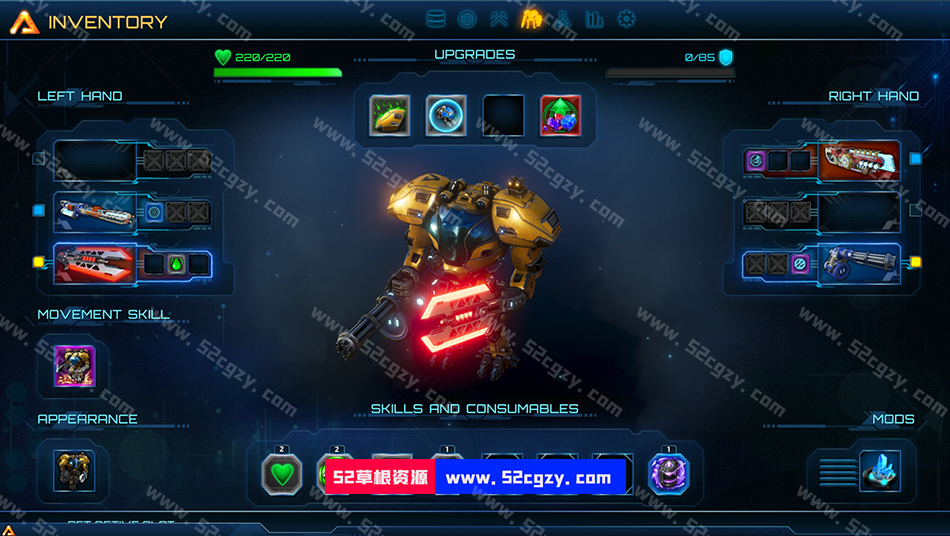 INVENTORY
220/220
UPGRADES
0/85
LEFT HAND
RIGHT HAND
MOVEMENT SKILL
APPEARANCE
SKILLS AND CONSUMABLES
MODS
2
2
1
1
52草根资源 www.52cgzy.com
www.52cgzy.com